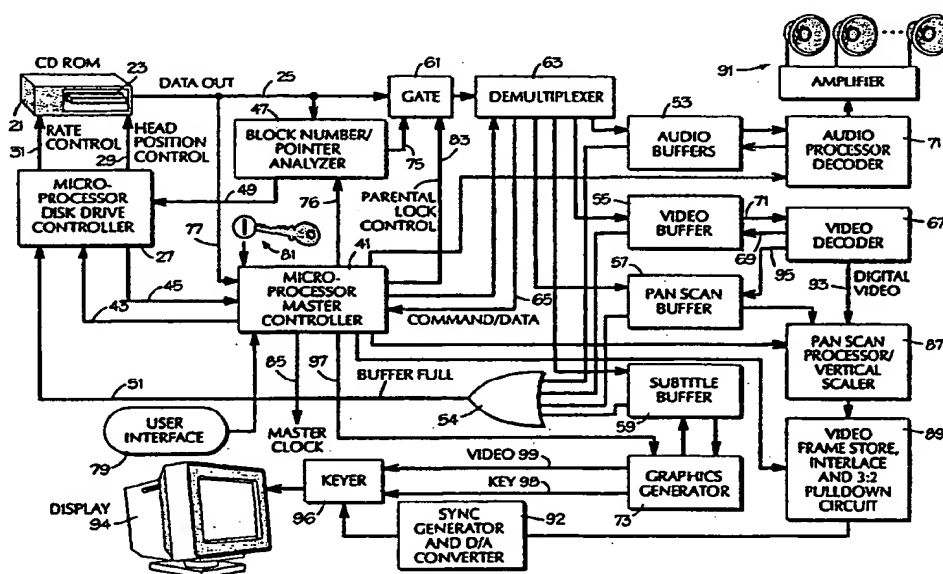 CD ROM
23
DATA OUT
25
61
63
91
AMPLIFIER
21
31
RATE
CONTROL
29
HEAD
POSITION
CONTROL
47
BLOCK NUMBER/
POINTER
ANALYZER
GATE
75
83
DEMULTIPLEXER
53
AUDIO
BUFFERS
AUDIO
PROCESSOR
DECODER
71
MICRO-
PROCESSOR
DISK DRIVE
CONTROLLER
27
49
77
76
81
PARENTAL
LOCK
CONTROL
41
55
VIDEO
BUFFER
71
69
95
VIDEO
DECODER
67
93
DIGITAL
VIDEO
45
43
MICRO-
PROCESSOR
MASTER
CONTROLLER
65
COMMAND/DATA
57
PAN SCAN
BUFFER
PAN SCAN
PROCESSOR/
VERTICAL
SCALER
87
51
85
97
BUFFER FULL
54
SUBTITLE
BUFFER
59
USER
INTERFACE
79
MASTER
CLOCK
VIDEO 99
KEY 98
GRAPHICS
GENERATOR
73
VIDEO
FRAME STORE,
INTERLACE
AND 3:2
PULLDOWN
CIRCUIT
89
DISPLAY
94
KEYER
96
SYNC
GENERATOR
AND D/A
CONVERTER
92